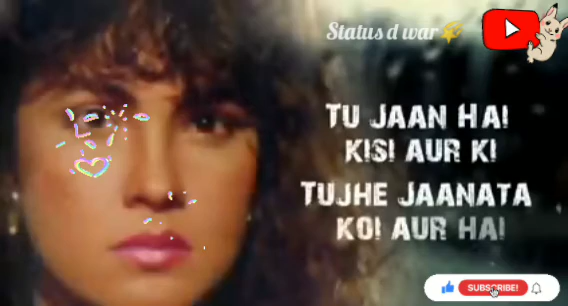 Status d war
TU JAAN HAI
KISI AUR KI
TUJHE JAANATA
KOI AUR HAI
SUBSCRIBE!